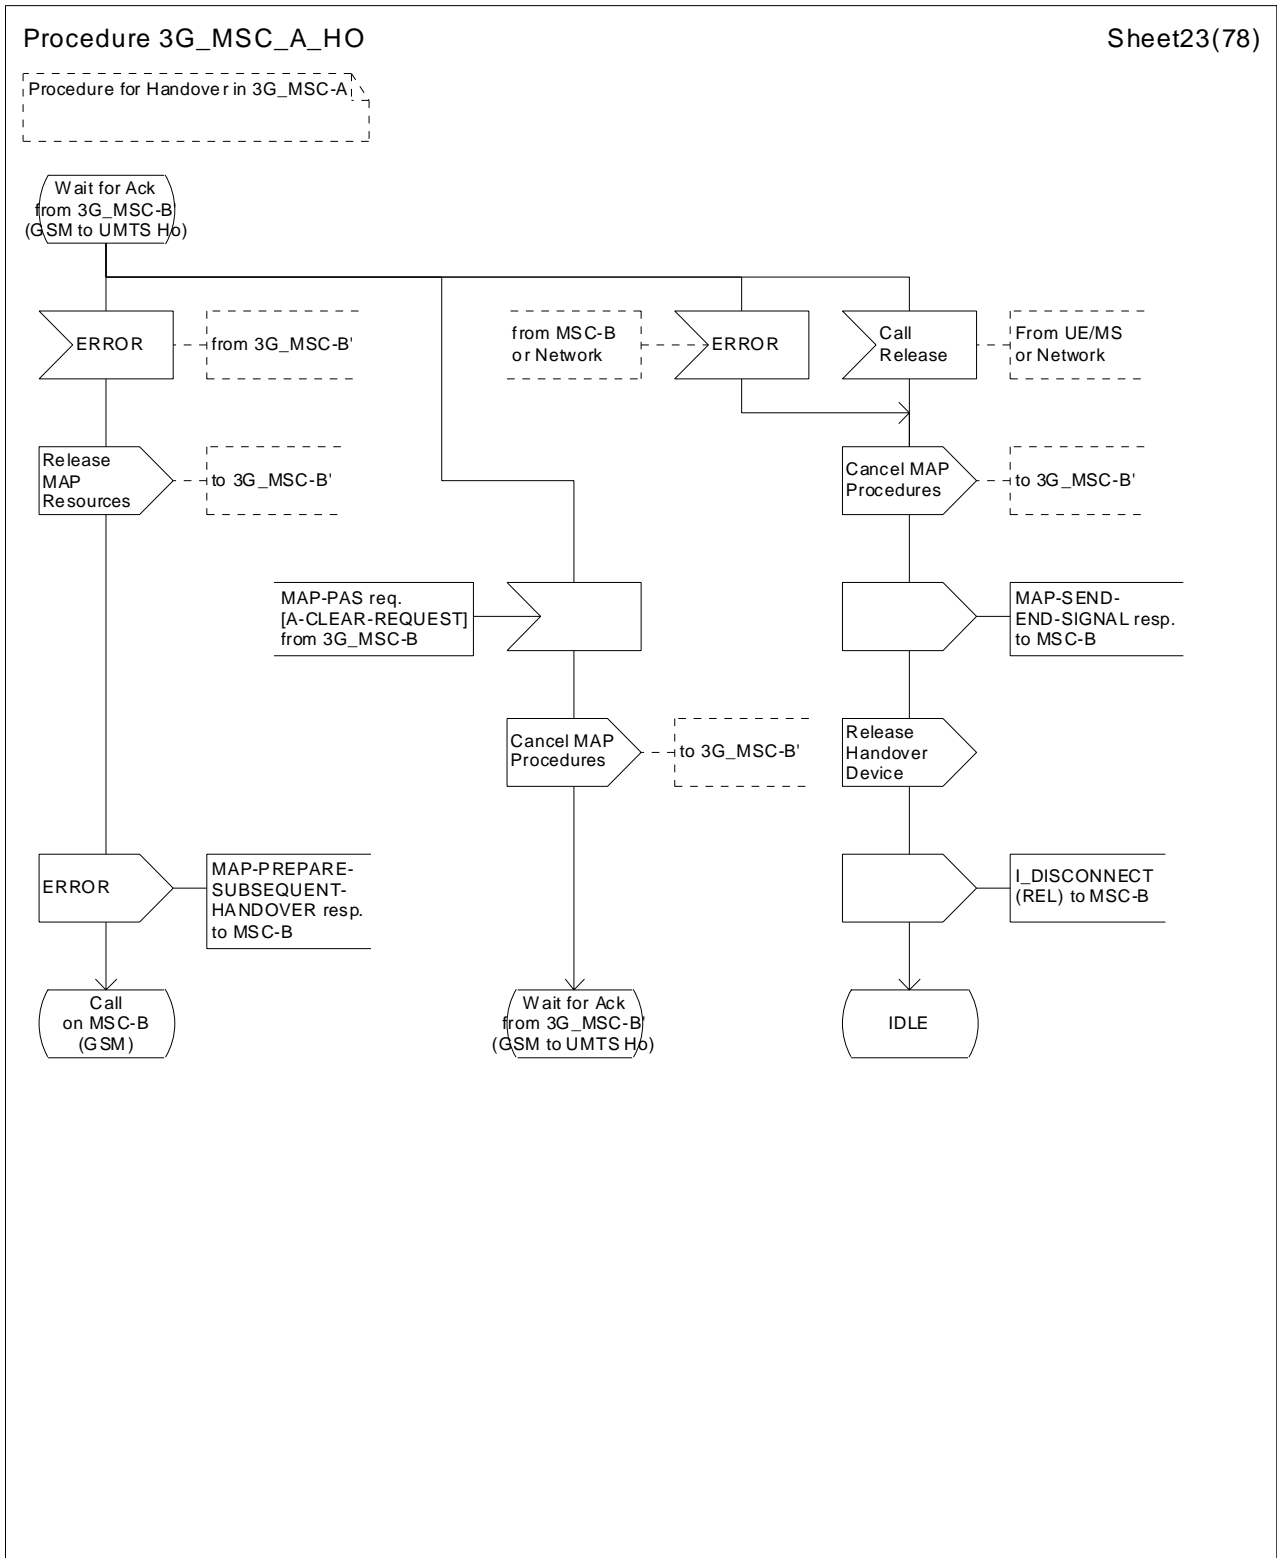 Procedure 3G_MSC_A_HO
Sheet23(78)
Procedure for Handover in 3G_MSC-A
Wait for Ack
from 3G_MSC-B'
(GSM to UMTS Ho)
ERROR
from 3G_MSC-B'
from MSC-B
or Network
ERROR
Call
Release
From UE/MS
or Network
Release
MAP
Resources
to 3G_MSC-B'
Cancel MAP
Procedures
to 3G_MSC-B'
MAP-PAS req.
[A-CLEAR-REQUEST]
from 3G_MSC-B
MAP-SEND-
END-SIGNAL resp.
to MSC-B
Cancel MAP
Procedures
to 3G_MSC-B'
Release
Handover
Device
ERROR
MAP-PREPARE-
SUBSEQUENT-
HANDOVER resp.
to MSC-B
I_DISCONNECT
(REL) to MSC-B
Call
on MSC-B
(GSM)
Wait for Ack
from 3G_MSC-B'
(GSM to UMTS Ho)
IDLE